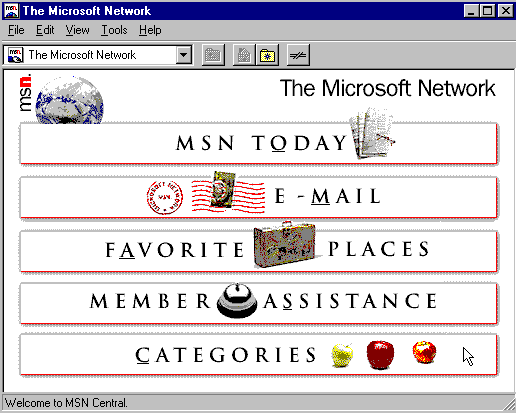 The Microsoft Network
File Edit View Tools Help
The Microsoft Network
msn.
The Microsoft Network
MSN TODAY
E-MAIL
FAVORITE PLACES
MEMBER ASSISTANCE
CATEGORIES
Welcome to MSN Central.